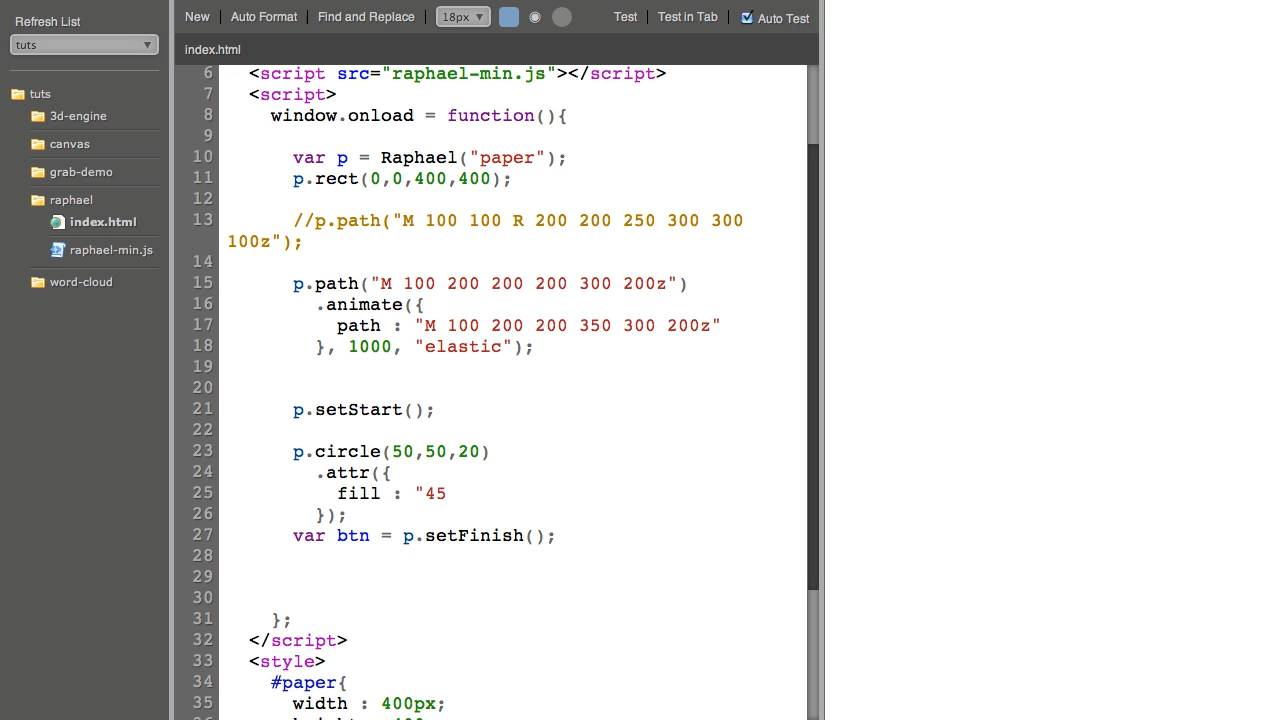 Refresh List
tuts
tuts
3d-engine
canvas
grab-demo
raphael
index.html
raphael-min.js
word-cloud
New Auto Format Find and Replace 18px Test Test in Tab Auto Test
index.html
6 <script src="raphael-min.js"></script>
7 <script>
8 window.onload = function(){
9
10 var p = Raphael("paper");
11 p.rect(0,0,400,400);
12
13 //p.path("M 100 100 R 200 200 250 300 300
100z");
14
15 p.path("M 100 200 200 200 300 200z")
16 .animate({
17 path : "M 100 200 200 350 300 200z"
18 }, 1000, "elastic");
19
20
21 p.setStart();
22
23 p.circle(50,50,20)
24 .attr({
25 fill : "45
26 });
27 var btn = p.setFinish();
28
29
30
31 };
32 </script>
33 <style>
34 #paper{
35 width : 400px;